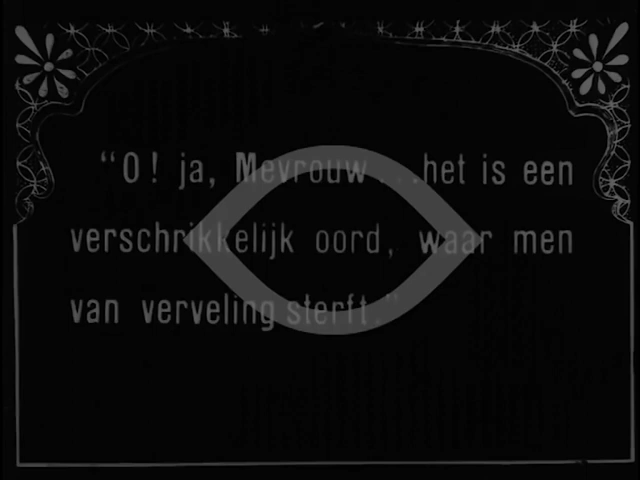 “O! ja, Mevrouw...het is een
verschrikkelijk oord, waar men
van verveling sterft.”